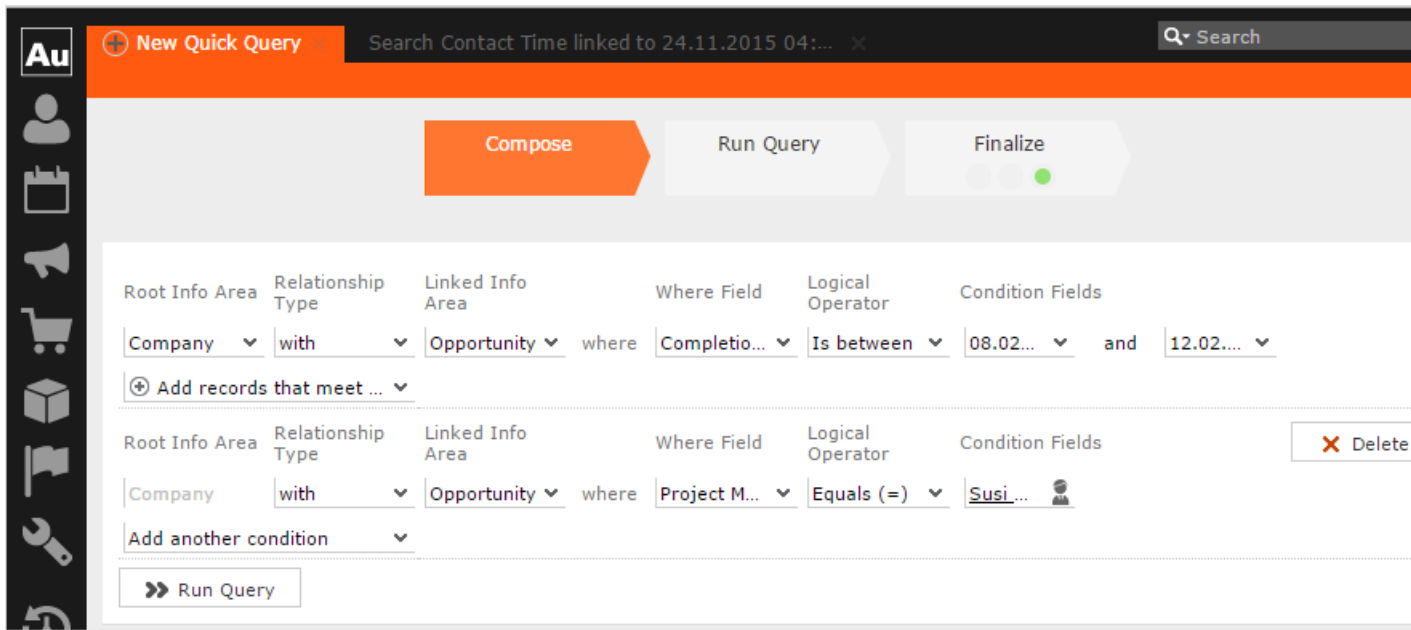 Au
New Quick Query ×
Search Contact Time linked to 24.11.2015 04:... ×
Search
Compose
Run Query
Finalize
Root Info Area Relationship Type Linked Info Area Where Field Logical Operator Condition Fields
Company with Opportunity where Completio... Is between 08.02... and 12.02....
Add records that meet ...
Root Info Area Relationship Type Linked Info Area Where Field Logical Operator Condition Fields Delete
Company with Opportunity where Project M... Equals (=) Susi ...
Add another condition
Run Query